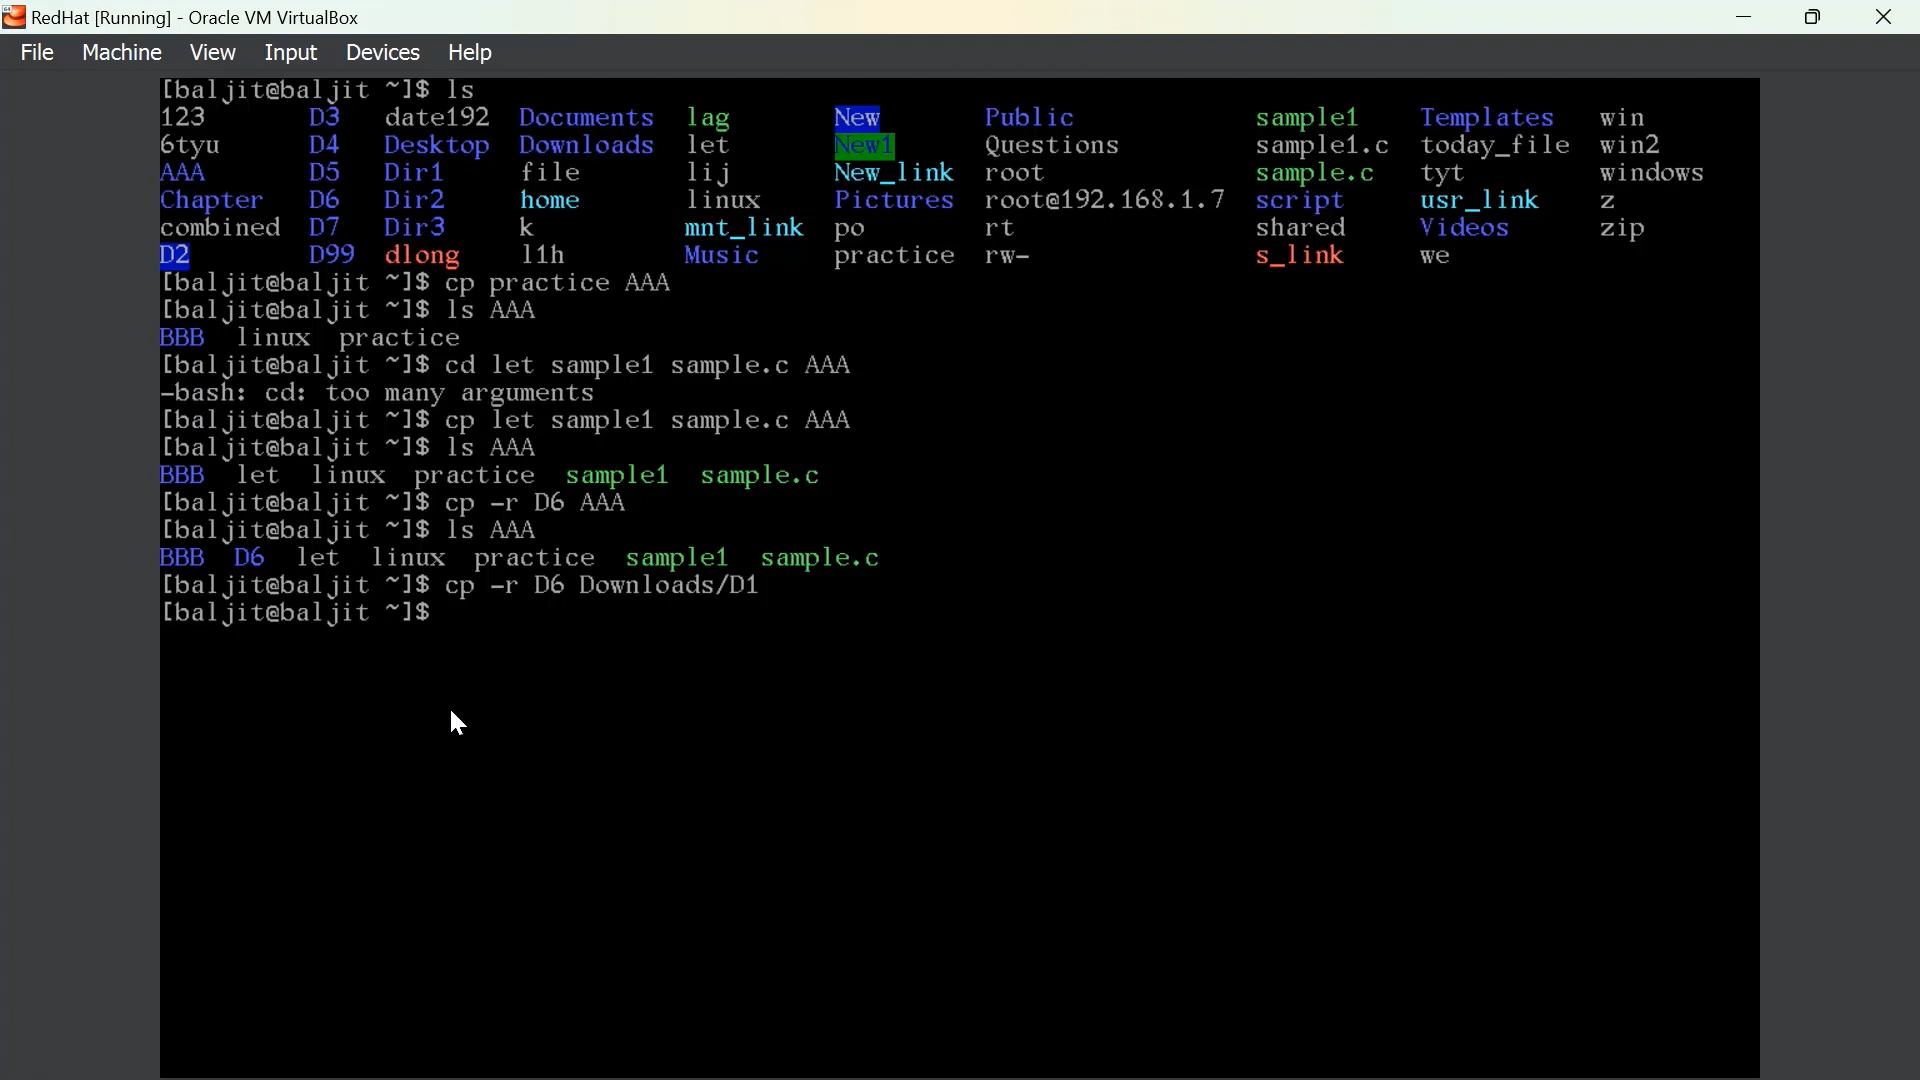 RedHat [Running] - Oracle VM VirtualBox
File Machine View Input Devices Help
[baljit@baljit ~]$ ls
123 D3 date192 Documents lag New Public sample1 Templates win
6tyu D4 Desktop Downloads let New1 Questions sample1.c today_file win2
AAA D5 Dir1 file lij New_link root sample.c tyt windows
Chapter D6 Dir2 home linux Pictures root@192.168.1.7 script usr_link z
combined D7 Dir3 k mnt_link po rt shared Videos zip
D2 D99 dlong l1h Music practice rw- s_link we
[baljit@baljit ~]$ cp practice AAA
[baljit@baljit ~]$ ls AAA
BBB linux practice
[baljit@baljit ~]$ cd let sample1 sample.c AAA
-bash: cd: too many arguments
[baljit@baljit ~]$ cp let sample1 sample.c AAA
[baljit@baljit ~]$ ls AAA
BBB let linux practice sample1 sample.c
[baljit@baljit ~]$ cp -r D6 AAA
[baljit@baljit ~]$ ls AAA
BBB D6 let linux practice sample1 sample.c
[baljit@baljit ~]$ cp -r D6 Downloads/D1
[baljit@baljit ~]$